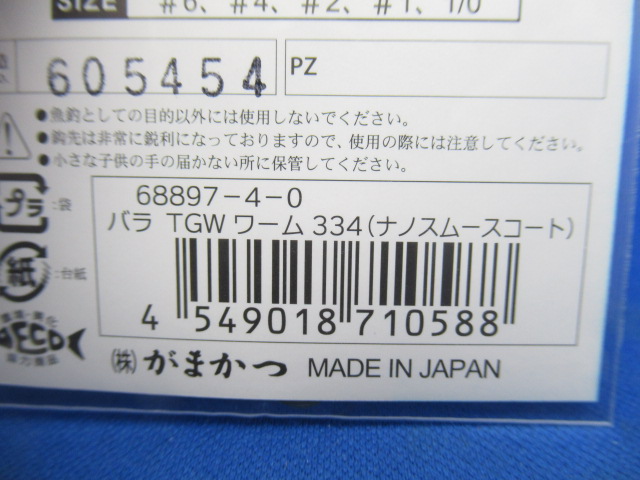 SIZE #6、#4、#2、#1、1/0
605454
PZ
●魚釣としての目的以外には使用しないでください。
●鈎先は非常に鋭利になっておりますので、使用の際には注意してください。
●小さな子供の手の届かない所に保管してください。
プラ :袋
紙 :台紙
68897-4-0
バラ TGWワーム 334(ナノスムースコート)
4 549018 710588
ECO
㈱がまかつ MADE IN JAPAN